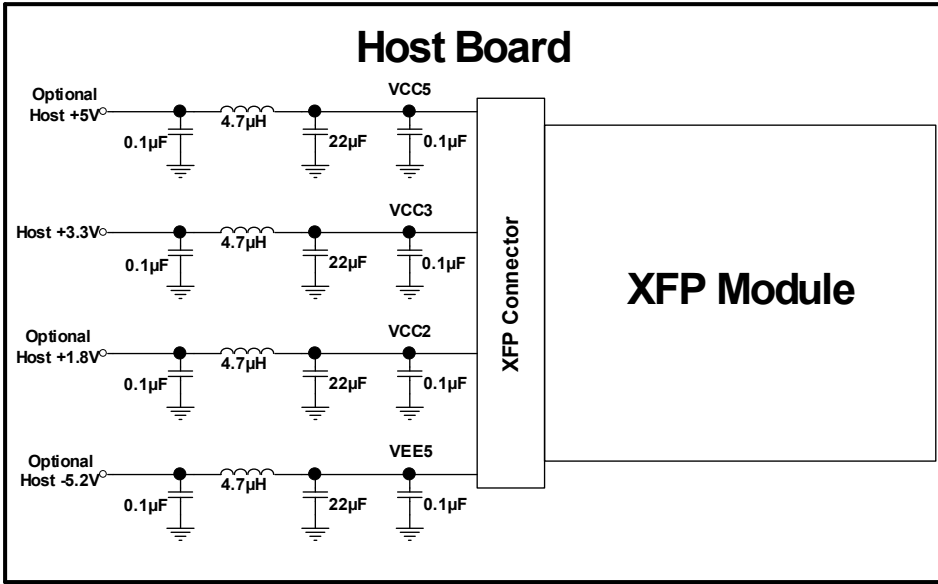 Host Board
Optional
Host +5V
0.1µF
4.7µH
22µF
VCC5
0.1µF
Host +3.3V
0.1µF
4.7µH
22µF
VCC3
0.1µF
Optional
Host +1.8V
0.1µF
4.7µH
22µF
VCC2
0.1µF
Optional
Host -5.2V
0.1µF
4.7µH
22µF
VEE5
0.1µF
XFP Connector
XFP Module